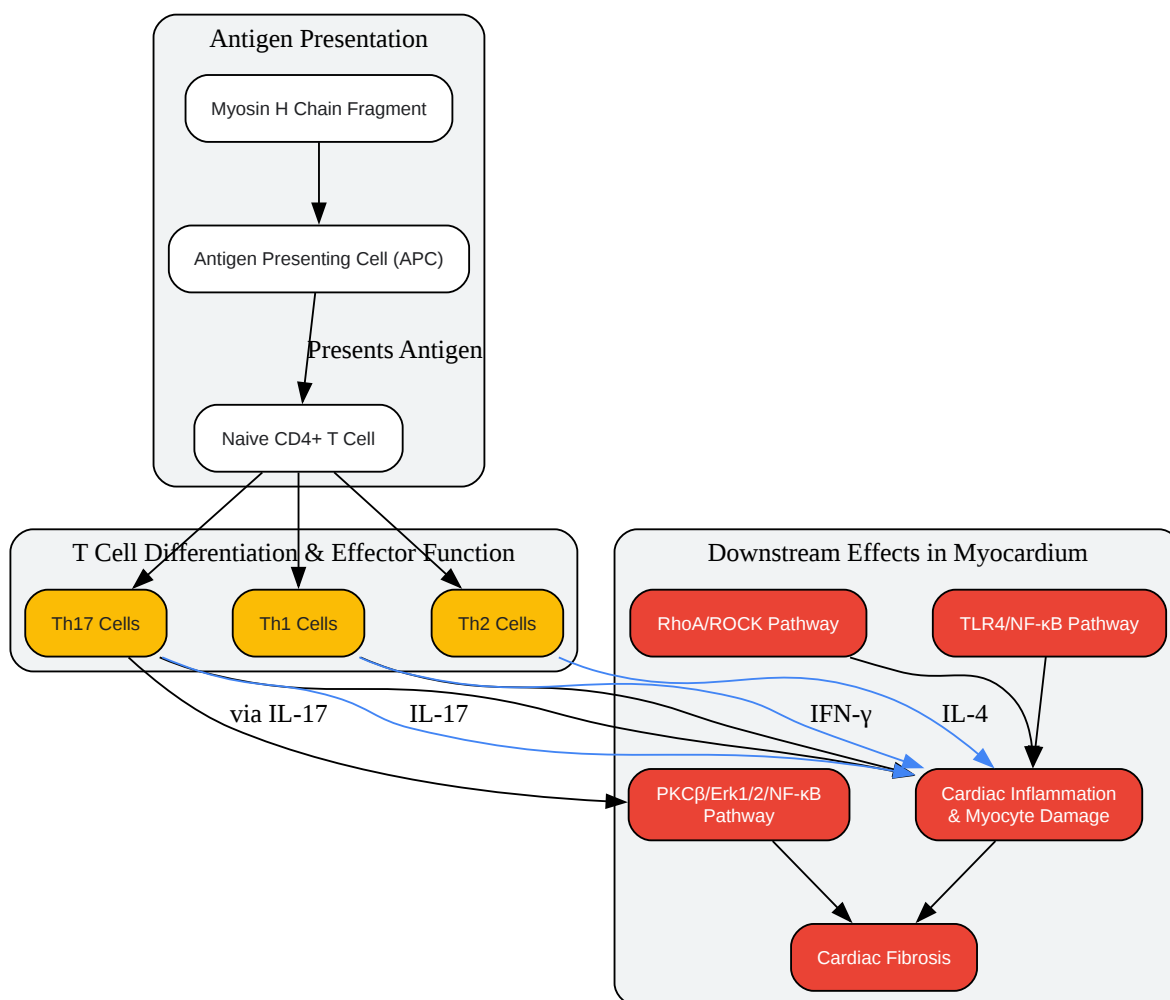 Antigen Presentation
Myosin H Chain Fragment
Antigen Presenting Cell (APC)
Presents Antigen
Naive CD4+ T Cell
T Cell Differentiation & Effector Function
Th17 Cells
Th1 Cells
Th2 Cells
Downstream Effects in Myocardium
RhoA/ROCK Pathway
TLR4/NF-κB Pathway
via IL-17
IL-17
IFN-γ
IL-4
PKCβ/Erk1/2/NF-κB
Pathway
Cardiac Inflammation
& Myocyte Damage
Cardiac Fibrosis